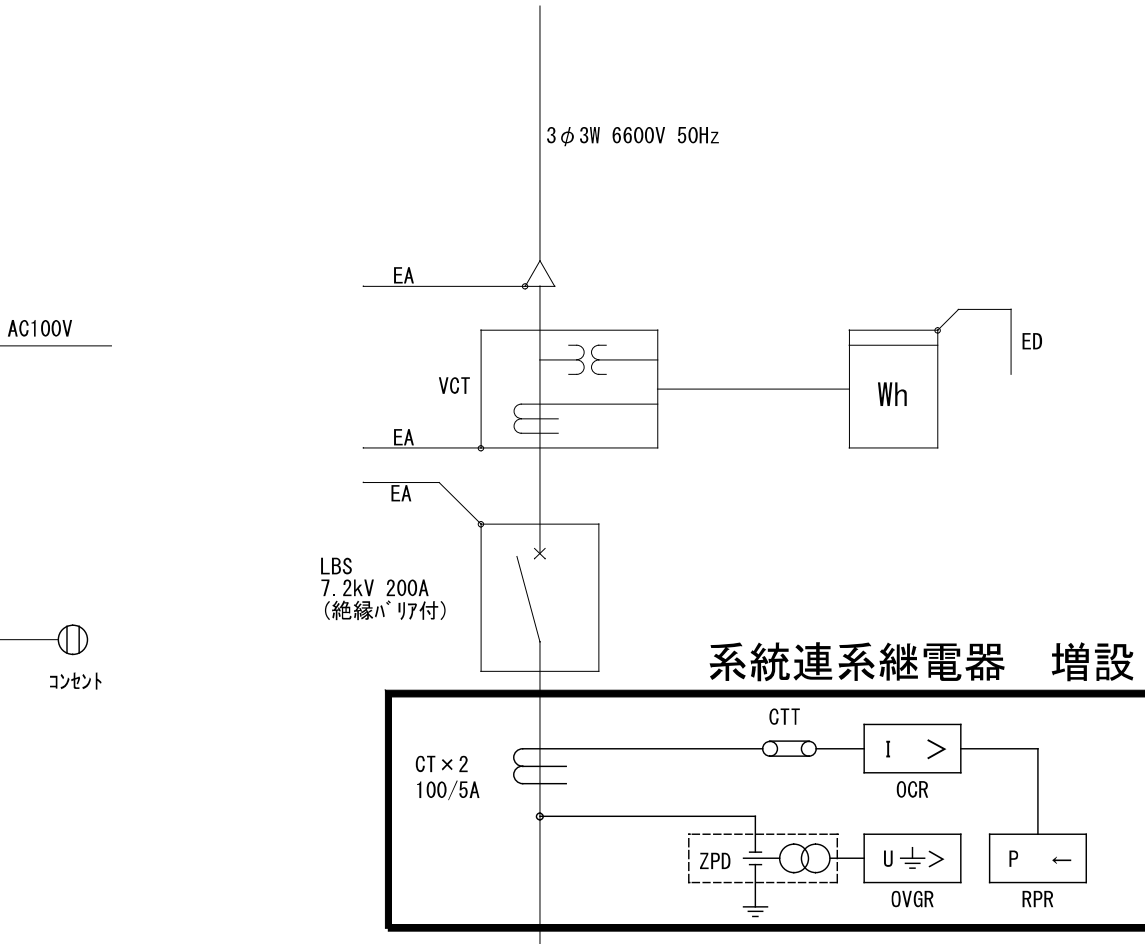 3φ3W 6600V 50Hz
EA
AC100V
ED
VCT
Wh
EA
EA
LBS
7.2kV 200A
(絶縁ﾊﾞﾘｱ付)
系統連系継電器　増設
コンセント
CTT
CT×2
100/5A
I >
OCR
ZPD
U >
P ←
OVGR
RPR